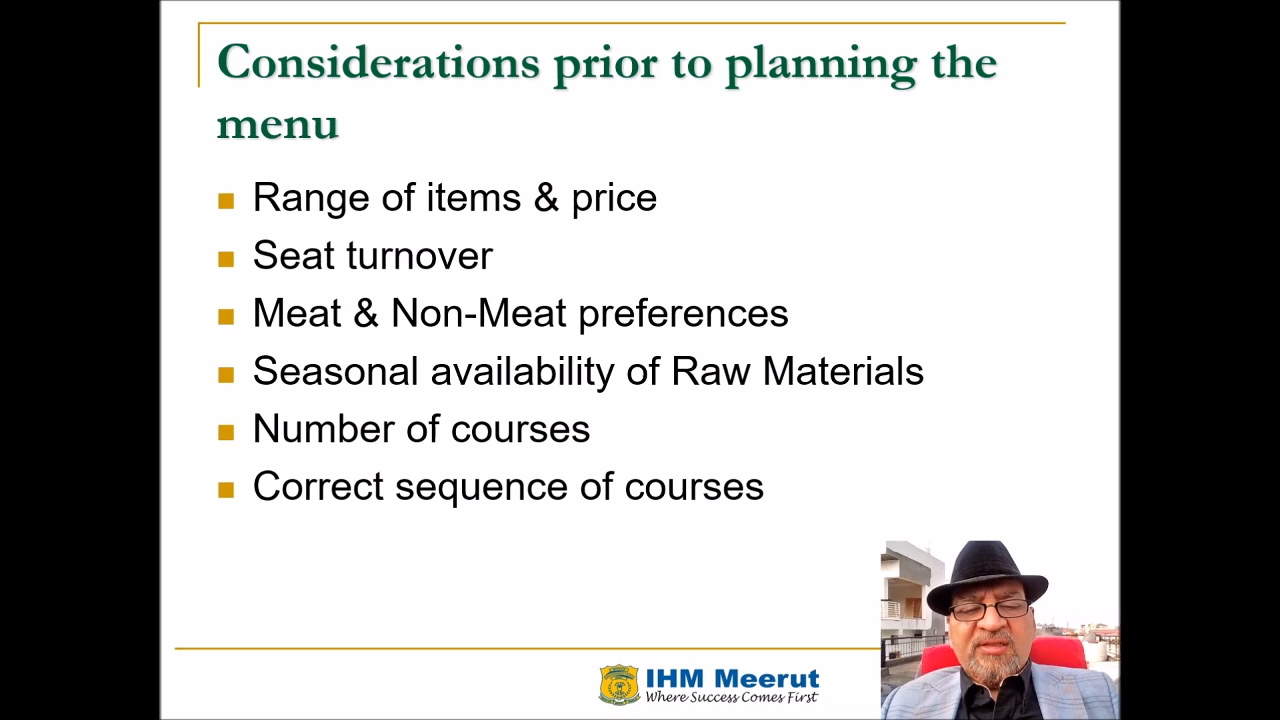 Considerations prior to planning the
menu
Range of items & price
Seat turnover
Meat & Non-Meat preferences
Seasonal availability of Raw Materials
Number of courses
Correct sequence of courses
IHM Meerut
Where Success Comes First